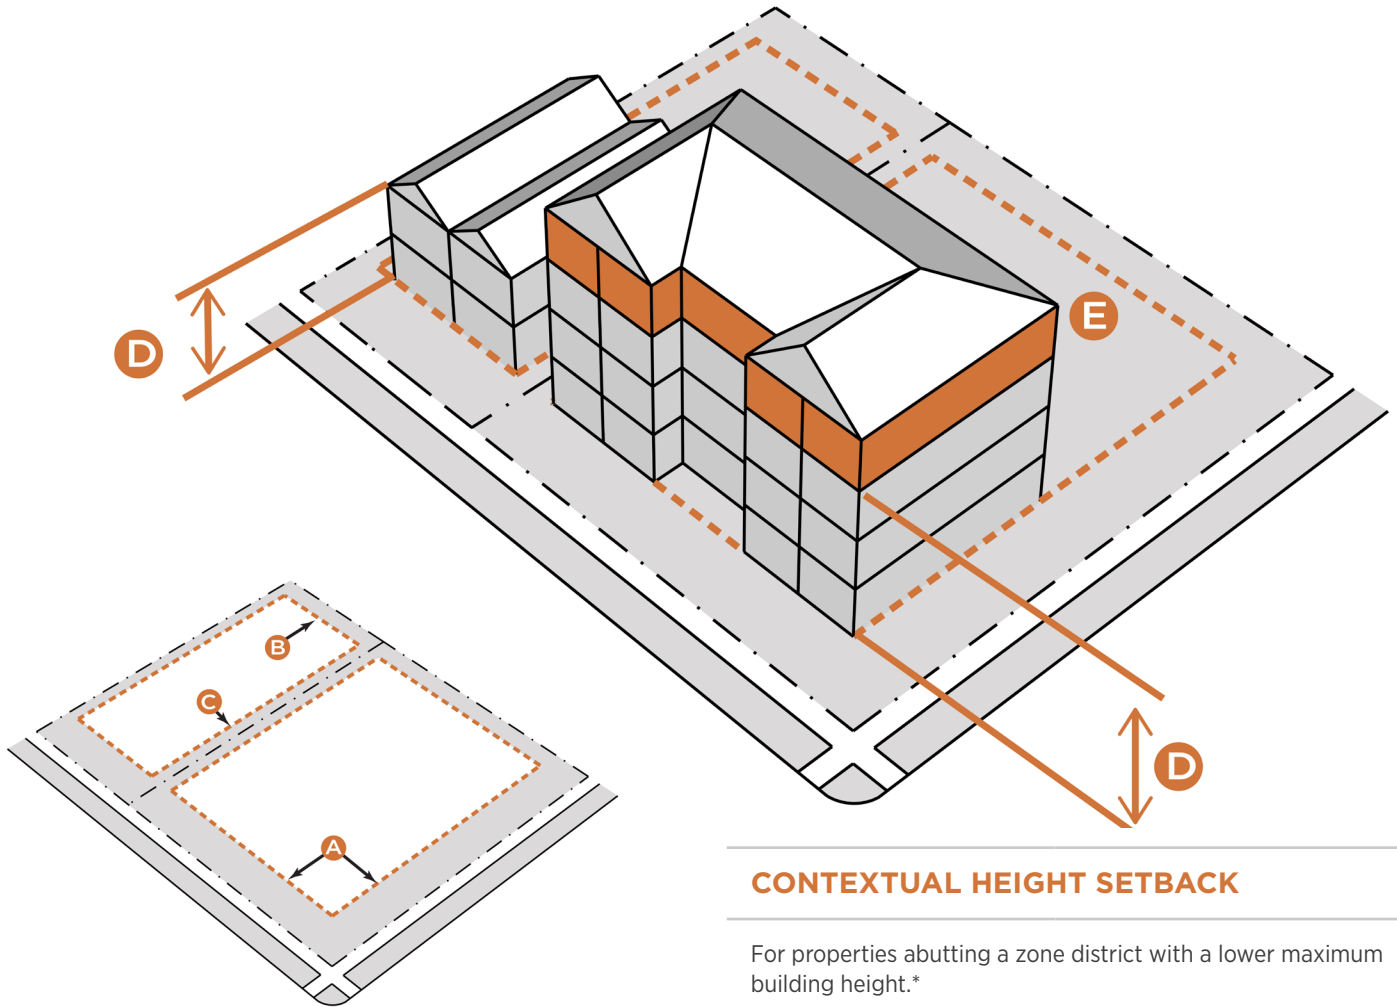 E
D
B
C
D
A
CONTEXTUAL HEIGHT SETBACK
For properties abutting a zone district with a lower maximum
building height.*